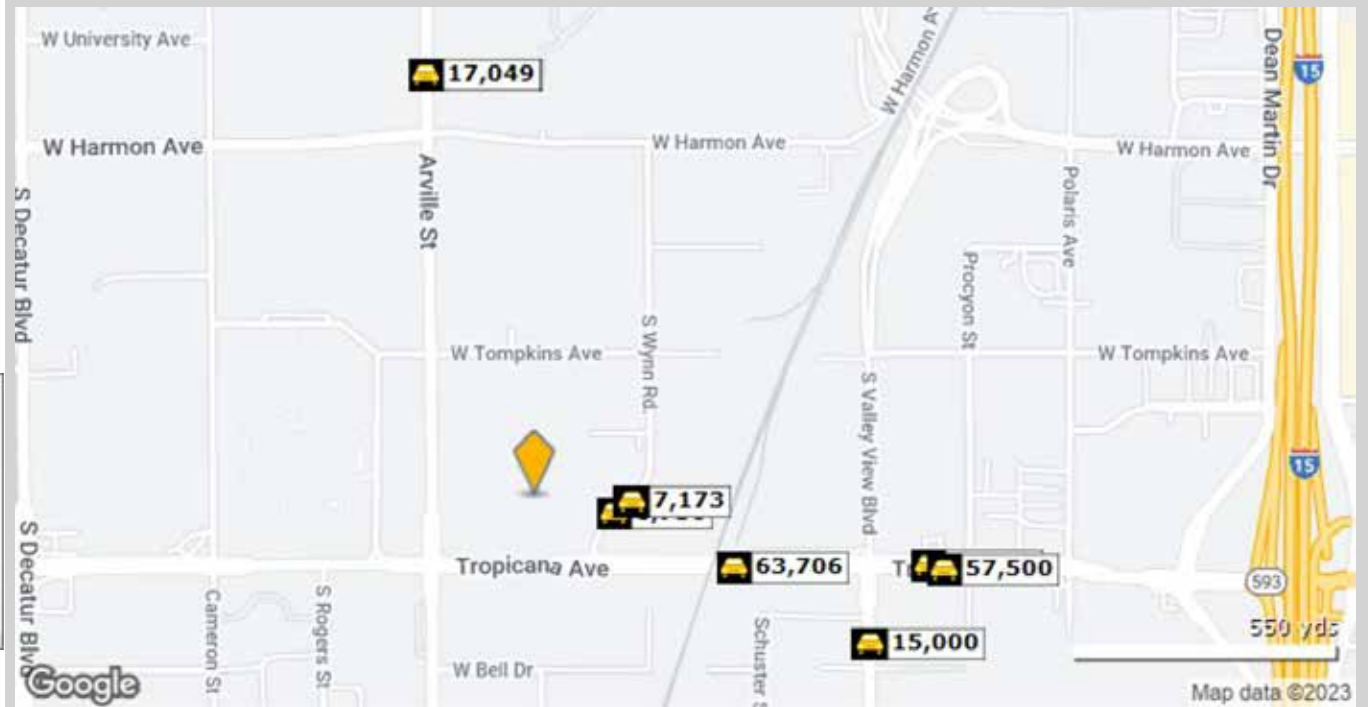 W University Ave
17,049
W Harmon Ave
W Harmon Ave
W Harmon Ave
W Harmon Av
Dean Martin Dr
15
S Decatur Blvd
Arville St
Polaris Ave
Procyon St
W Tompkins Ave
S Wynn Rd
W Tompkins Ave
S Valley View Blvd
15
7,173
S Decatur Blvd
Tropicana Ave
63,706
57,500
593
Cameron St
S Rogers St
Schuster S
15,000
550 yds
W Bell Dr
Google
Map data ©2023